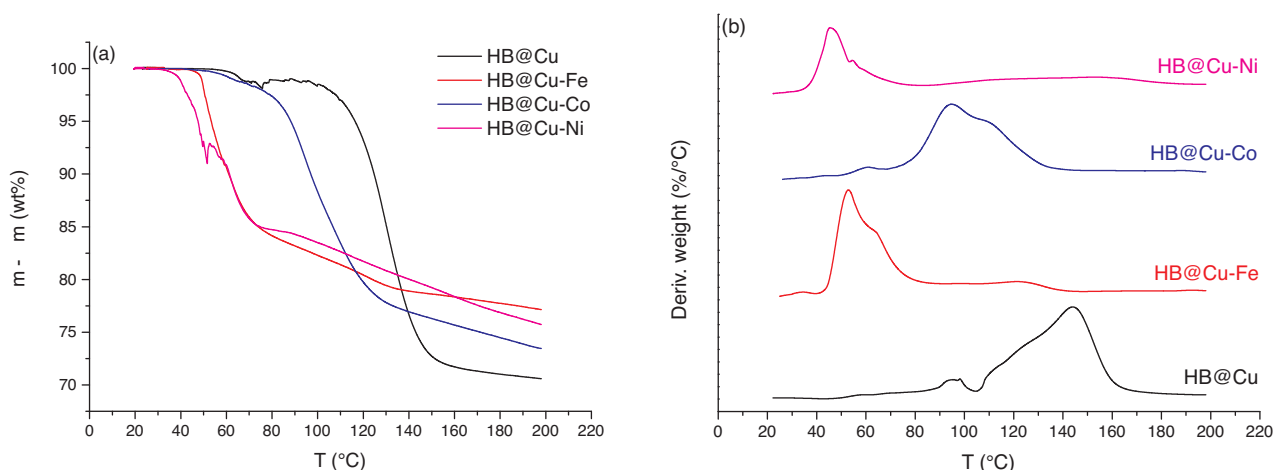 (a)
HB@Cu
HB@Cu-Fe
HB@Cu-Co
HB@Cu-Ni
100
95
90
85
80
75
70
m - m (wt%)
0 20 40 60 80 100 120 140 160 180 200 220
T (°C)
(b)
HB@Cu-Ni
HB@Cu-Co
HB@Cu-Fe
HB@Cu
Deriv. weight (%/°C)
20 40 60 80 100 120 140 160 180 200 220
T (°C)